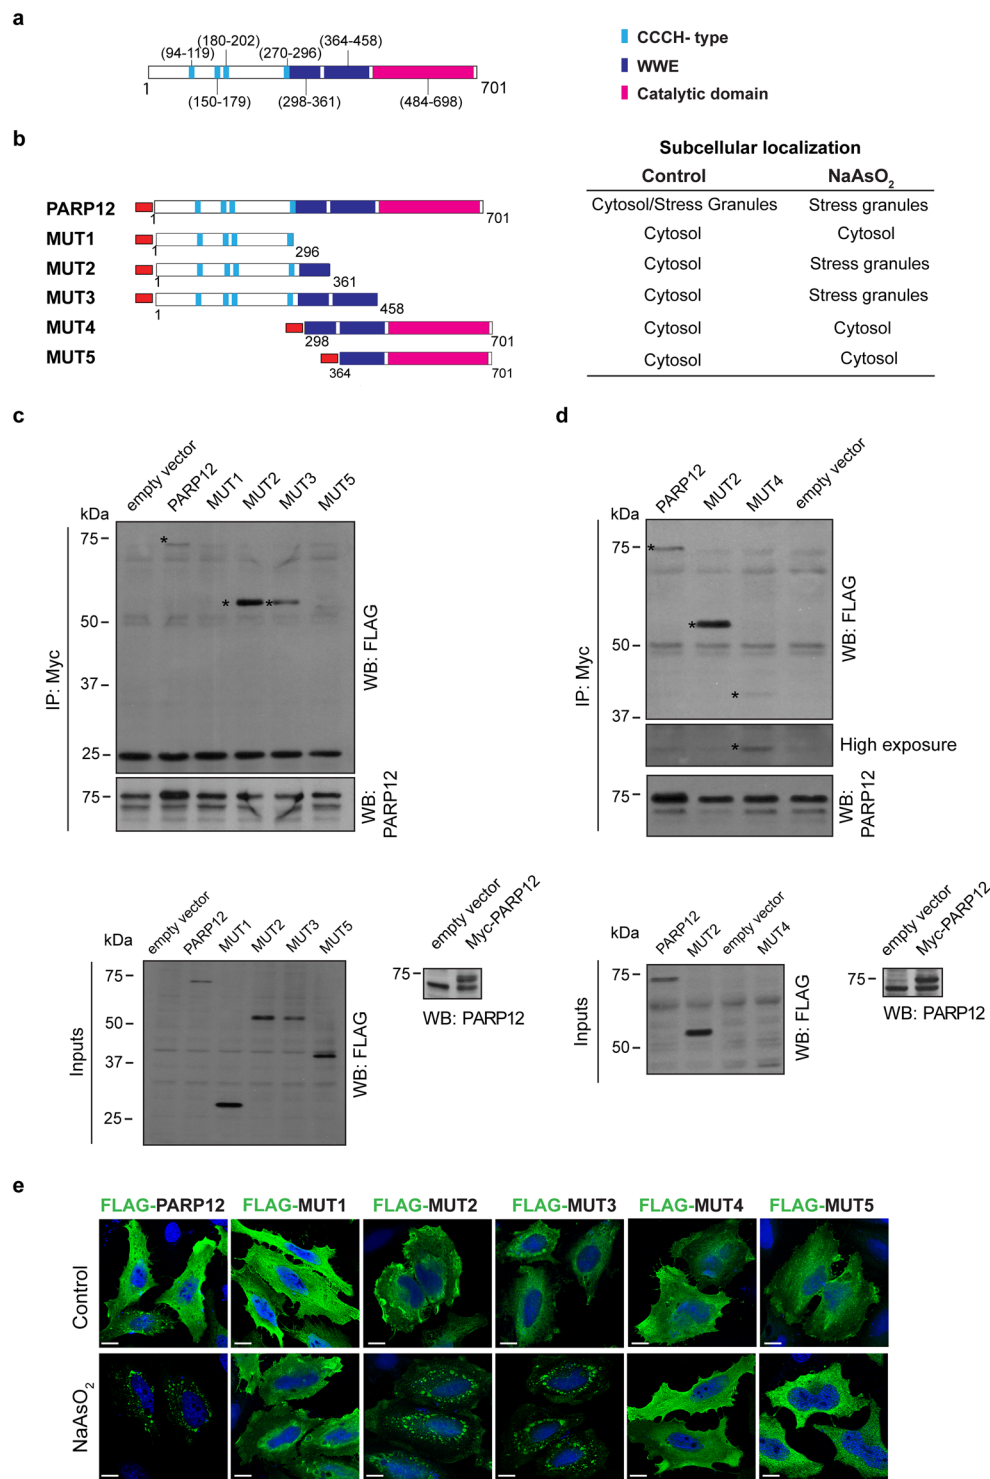 a
(180-202)
(364-458)
(94-119)
(270-296)
1
701
(150-179)
(298-361)
(484-698)
CCCH- type
WWE
Catalytic domain
b
Subcellular localization
Control
NaAsO2
PARP12
1
701
Cytosol/Stress Granules
Stress granules
MUT1
1
296
Cytosol
Cytosol
MUT2
1
361
Cytosol
Stress granules
MUT3
1
458
Cytosol
Stress granules
MUT4
298
701
Cytosol
Cytosol
MUT5
364
701
Cytosol
Cytosol
c
empty vector
PARP12
MUT1
MUT2
MUT3
MUT5
kDa
75
*
* *
50
37
25
75
IP: Myc
WB: FLAG
WB:
PARP12
d
PARP12
MUT2
MUT4
empty vector
kDa
75
*
*
50
*
37
*
High exposure
75
IP: Myc
WB: FLAG
WB:
PARP12
empty vector
PARP12
MUT1
MUT2
MUT3
MUT5
kDa
75
50
37
25
Inputs
WB: FLAG
empty vector
Myc-PARP12
75
WB: PARP12
PARP12
MUT2
empty vector
MUT4
kDa
75
50
Inputs
WB: FLAG
empty vector
Myc-PARP12
75
WB: PARP12
e
FLAG-PARP12
FLAG-MUT1
FLAG-MUT2
FLAG-MUT3
FLAG-MUT4
FLAG-MUT5
Control
NaAsO2